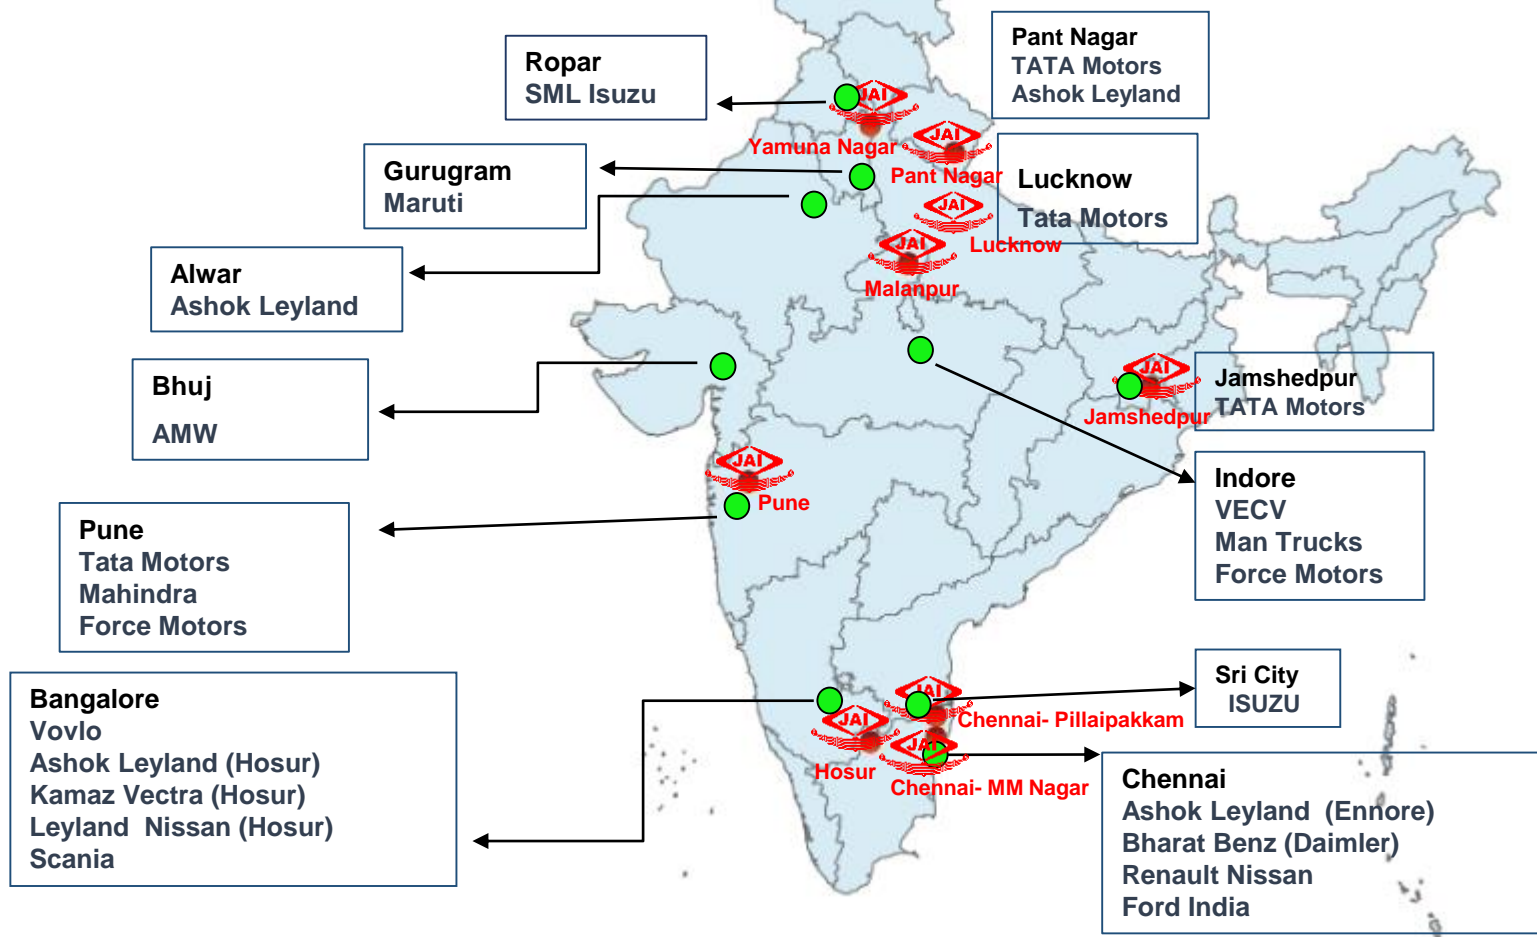 Ropar
SML Isuzu
Pant Nagar
TATA Motors
Ashok Leyland
JAI
Yamuna Nagar
JAI
Pant Nagar
Gurugram
Maruti
Lucknow
Tata Motors
JAI
Lucknow
JAI
Malanpur
Alwar
Ashok Leyland
Bhuj
AMW
JAI
Jamshedpur
Jamshedpur
TATA Motors
JAI
Pune
Indore
VECV
Man Trucks
Force Motors
Pune
Tata Motors
Mahindra
Force Motors
Sri City
ISUZU
JAI
Chennai- Pillaipakkam
JAI
Hosur
JAI
Chennai- MM Nagar
Bangalore
Vovlo
Ashok Leyland (Hosur)
Kamaz Vectra (Hosur)
Leyland  Nissan (Hosur)
Scania
Chennai
Ashok Leyland  (Ennore)
Bharat Benz (Daimler)
Renault Nissan
Ford India